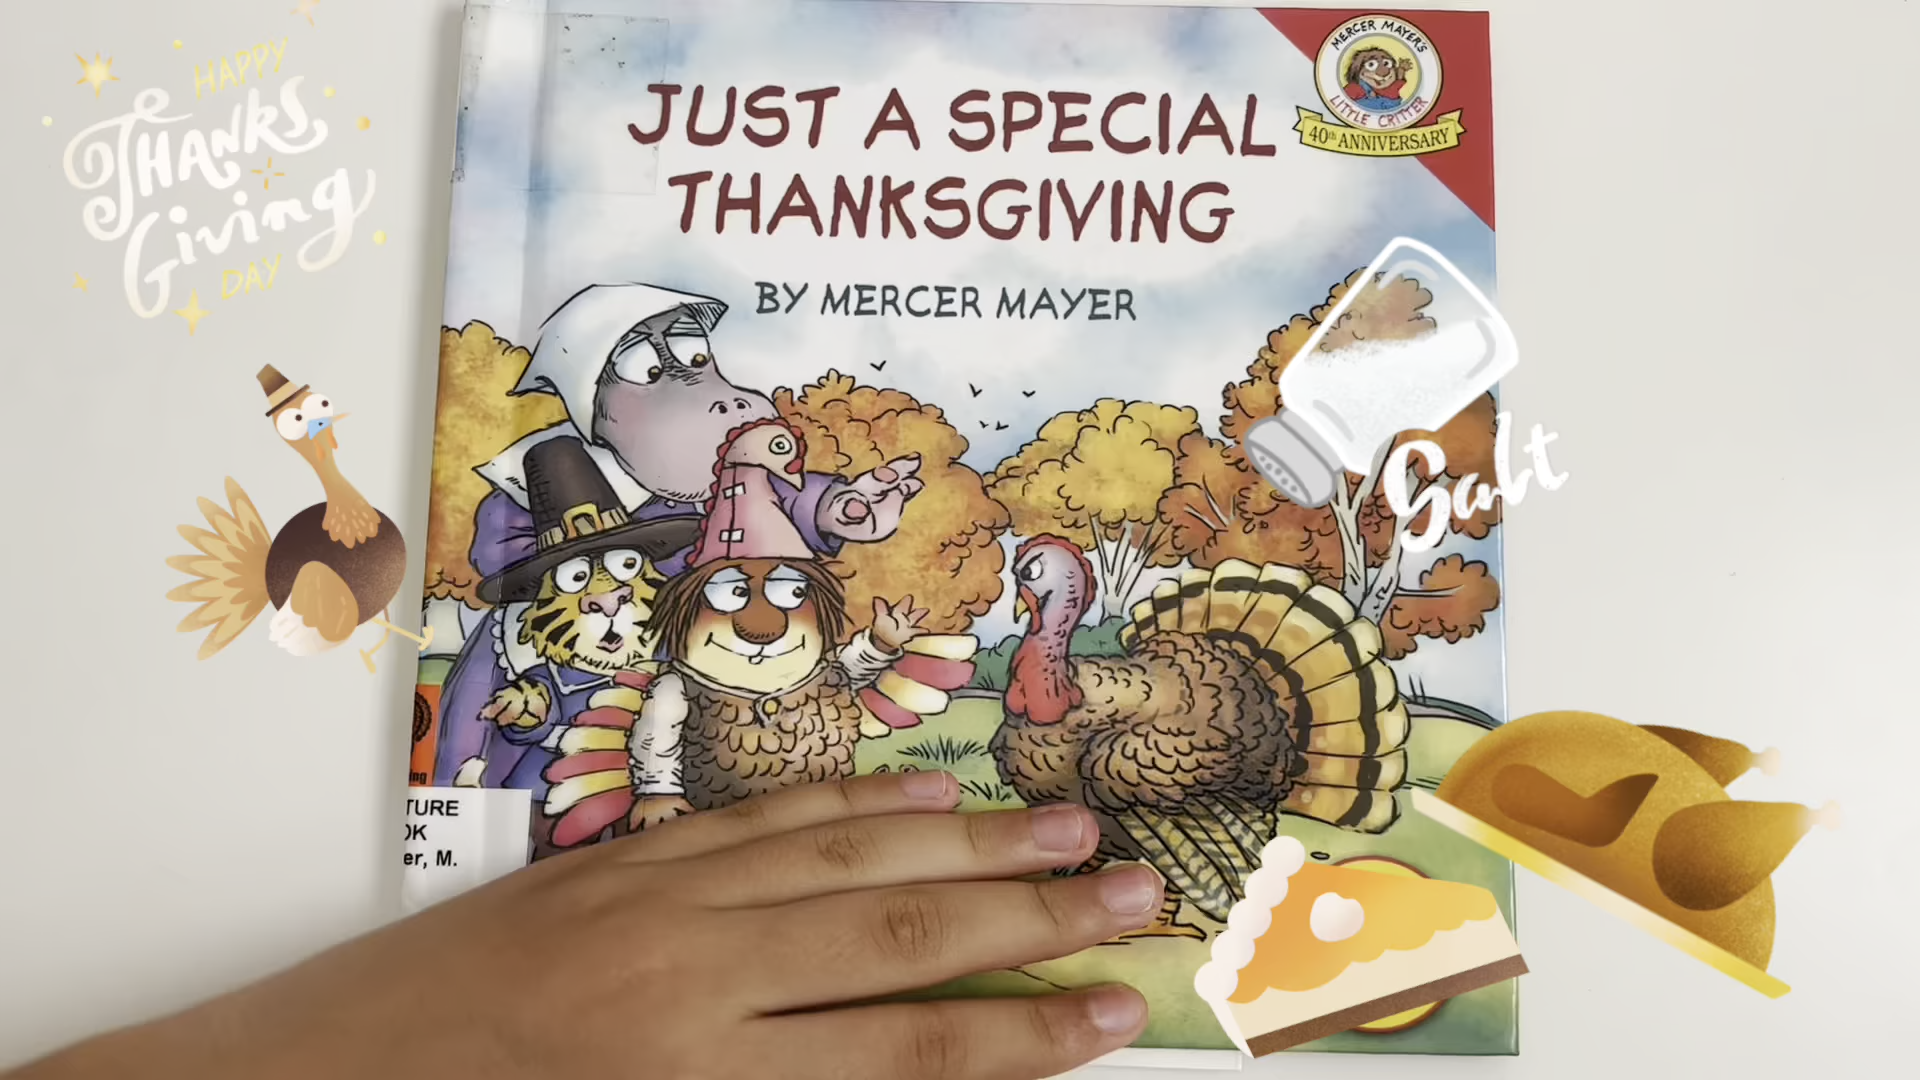 HAPPY
THANKS
Giving
DAY
JUST A SPECIAL
THANKSGIVING
BY MERCER MAYER
MERCER MAYER'S
LITTLE CRITTER
40th ANNIVERSARY
Salt
ing
TURE
OK
er, M.